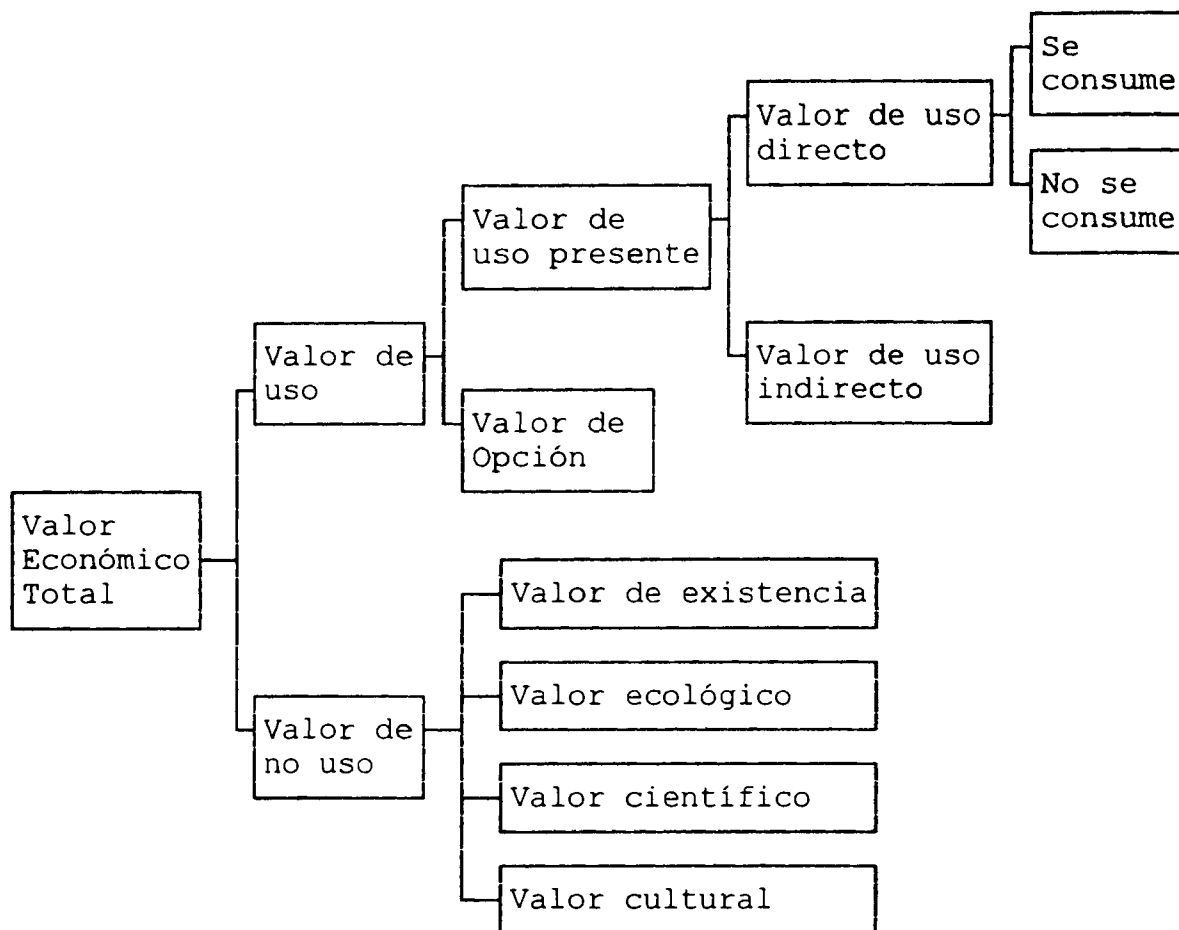 Valor
Económico
Total
Valor de
uso
Valor de
uso presente
Valor de uso
directo
Se
consume
No se
consume
Valor de uso
indirecto
Valor de
Opción
Valor de
no uso
Valor de existencia
Valor ecológico
Valor científico
Valor cultural